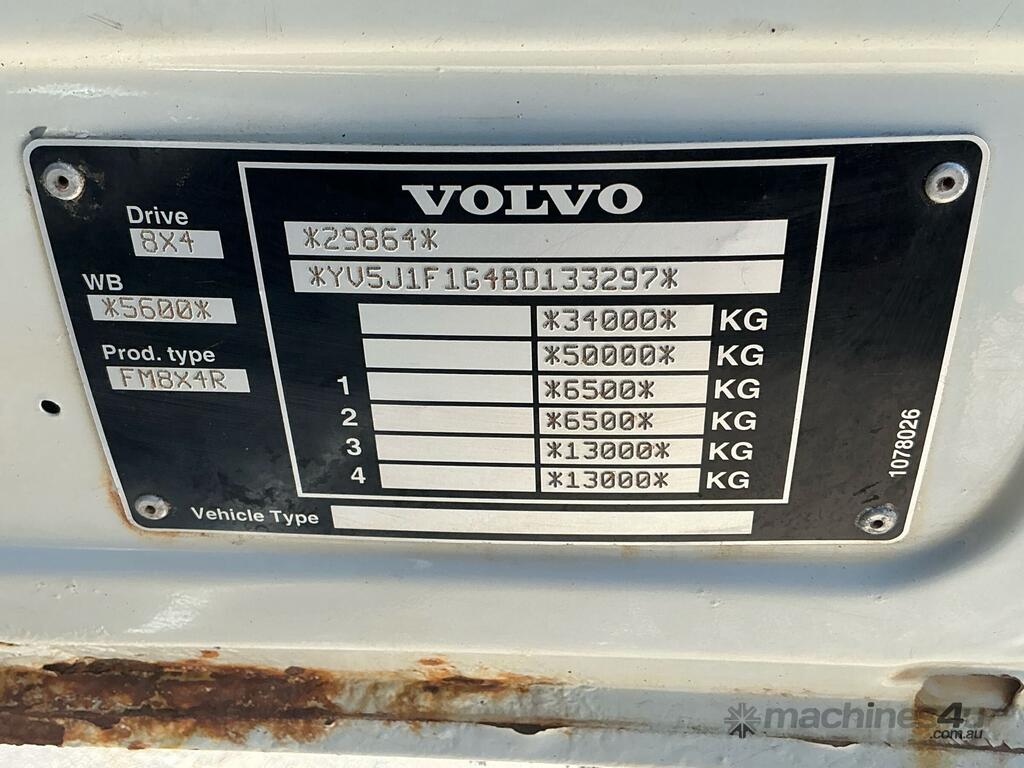 VOLVO
Drive
8X4
*29864*
WB
*5600*
*YV5J1F1G4BD133297*
*34000* KG
Prod. type
FM8X4R
*50000* KG
1 *6500* KG
2 *6500* KG
3 *13000* KG
4 *13000* KG
Vehicle Type
1078026
machines4u
.com.au